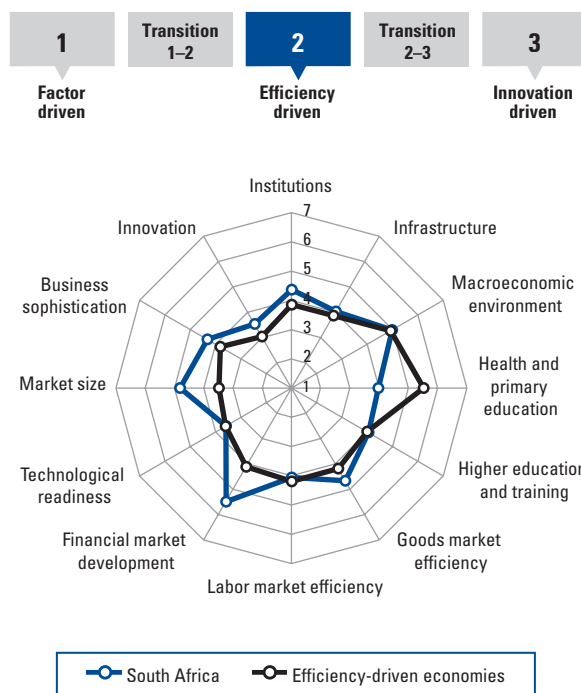 1
Transition
1–2
2
Transition
2–3
3
Factor
driven
Efficiency
driven
Innovation
driven
Institutions
7
6
5
4
3
2
1
Infrastructure
Macroeconomic
environment
Health and
primary
education
Higher education
and training
Goods market
efficiency
Labor market efficiency
Financial market
development
Technological
readiness
Market size
Business
sophistication
Innovation
South Africa
Efficiency-driven economies